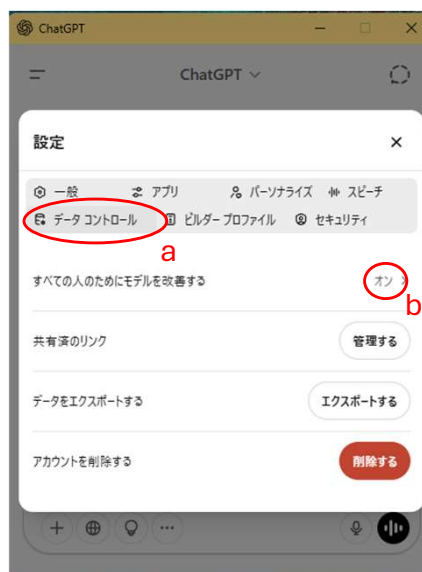 ChatGPT
ChatGPT
設定
一般 アプリ パーソナライズ スピーチ
データ コントロール ビルダー プロファイル セキュリティ
a
すべての人のためにモデルを改善する オン
b
共有済のリンク 管理する
データをエクスポートする エクスポートする
アカウントを削除する 削除する